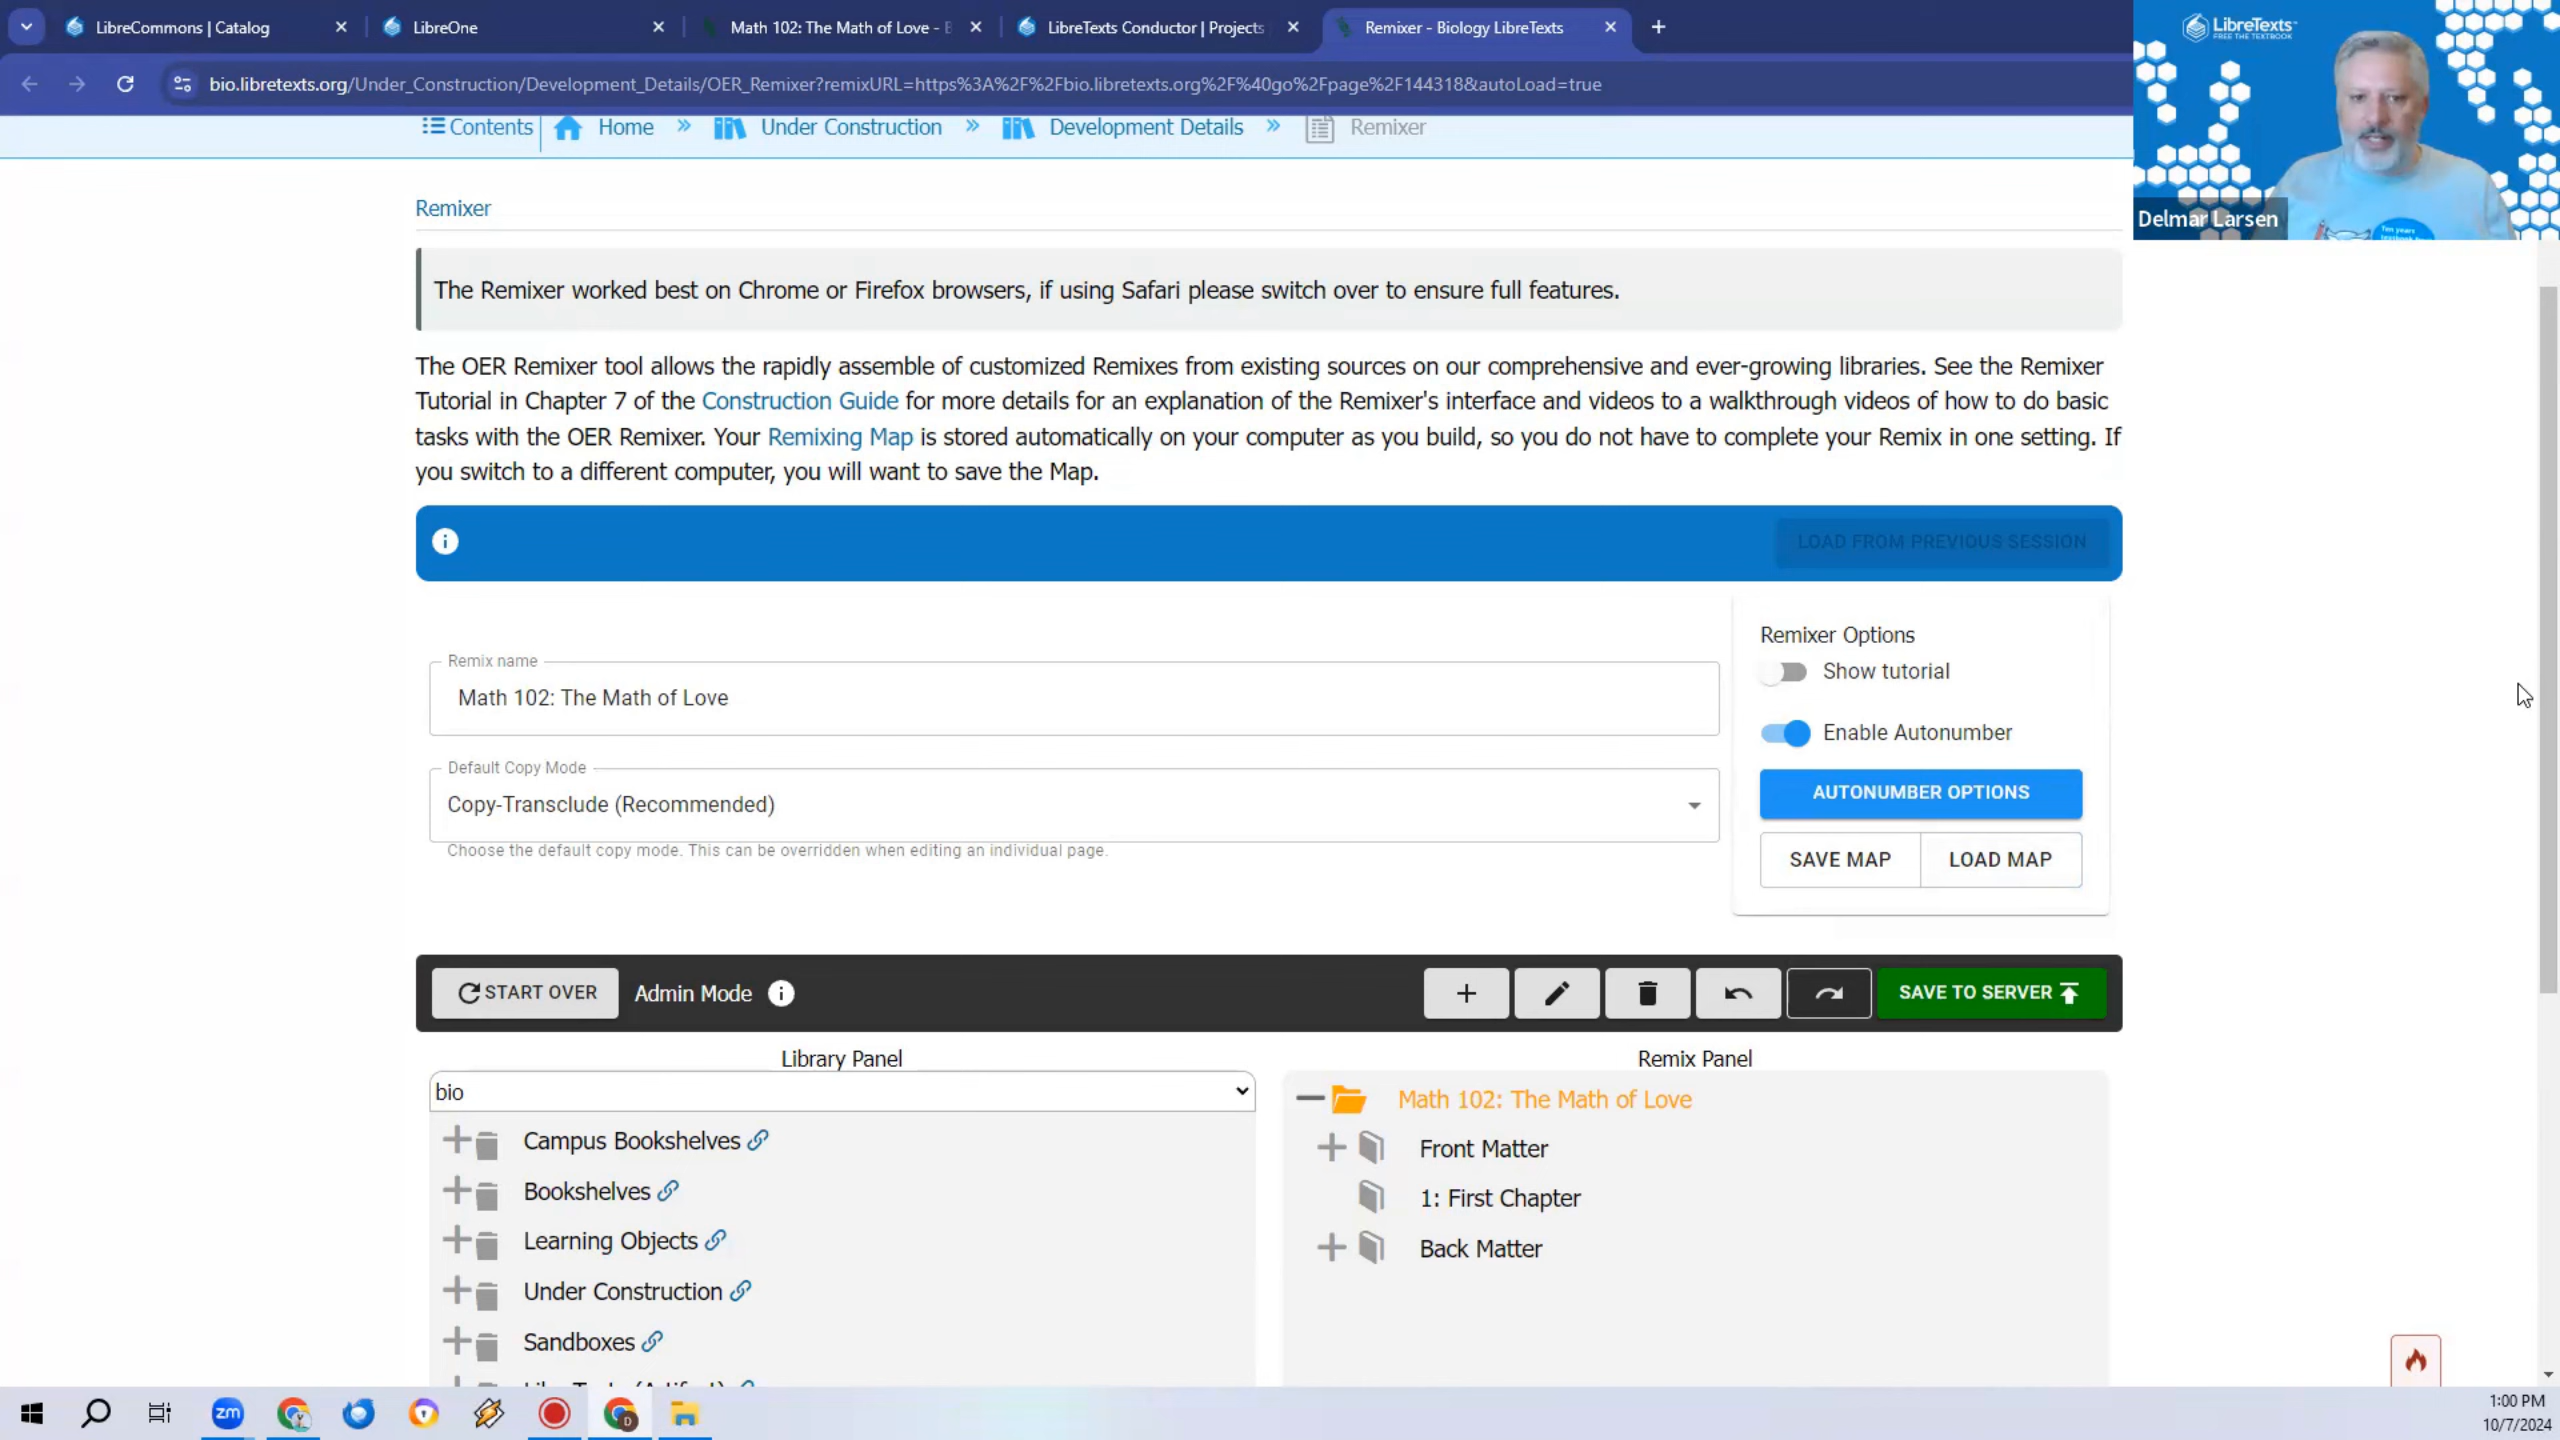 LibreCommons | Catalog
LibreOne
Math 102: The Math of Love - B
LibreTexts Conductor | Projects
Remixer - Biology LibreTexts
bio.libretexts.org/Under_Construction/Development_Details/OER_Remixer?remixURL=https%3A%2F%2Fbio.libretexts.org%2F%40go%2Fpage%2F144318&autoLoad=true
LibreTexts
FREE THE TEXTBOOK
Delmar Larsen
Ten years
Contents Home » Under Construction » Development Details » Remixer
Remixer
The Remixer worked best on Chrome or Firefox browsers, if using Safari please switch over to ensure full features.
The OER Remixer tool allows the rapidly assemble of customized Remixes from existing sources on our comprehensive and ever-growing libraries. See the Remixer
Tutorial in Chapter 7 of the Construction Guide for more details for an explanation of the Remixer's interface and videos to a walkthrough videos of how to do basic
tasks with the OER Remixer. Your Remixing Map is stored automatically on your computer as you build, so you do not have to complete your Remix in one setting. If
you switch to a different computer, you will want to save the Map.
LOAD FROM PREVIOUS SESSION
Remix name
Math 102: The Math of Love
Default Copy Mode
Copy-Transclude (Recommended)
Choose the default copy mode. This can be overridden when editing an individual page.
Remixer Options
Show tutorial
Enable Autonumber
AUTONUMBER OPTIONS
SAVE MAP LOAD MAP
START OVER Admin Mode SAVE TO SERVER
Library Panel
bio
Campus Bookshelves
Bookshelves
Learning Objects
Under Construction
Sandboxes
Remix Panel
Math 102: The Math of Love
Front Matter
1: First Chapter
Back Matter
zm
D
1:00 PM
10/7/2024